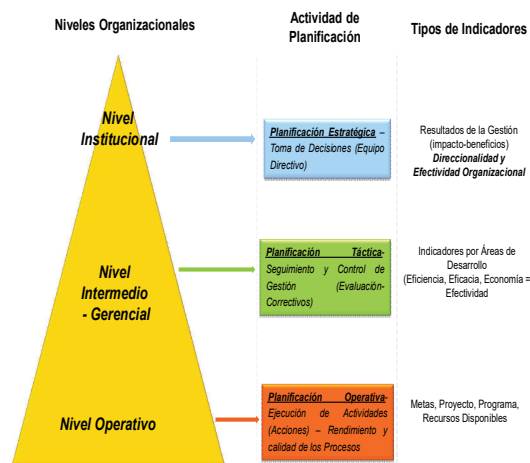 Niveles Organizacionales
Actividad de
Planificación
Tipos de Indicadores
Nivel
Institucional
Planificación Estratégica –
Toma de Decisiones (Equipo
Directivo)
Resultados de la Gestión
(impacto-beneficios)
Direccionalidad y
Efectividad Organizacional
Nivel
Intermedio
- Gerencial
Planificación Táctica-
Seguimiento y Control de
Gestión (Evaluación-
Correctivos)
Indicadores por Áreas de
Desarrollo
(Eficiencia, Eficacia, Economía =
Efectividad
Nivel Operativo
Planificación Operativa-
Ejecución de Actividades
(Acciones) – Rendimiento y
calidad de los Procesos
Metas, Proyecto, Programa,
Recursos Disponibles